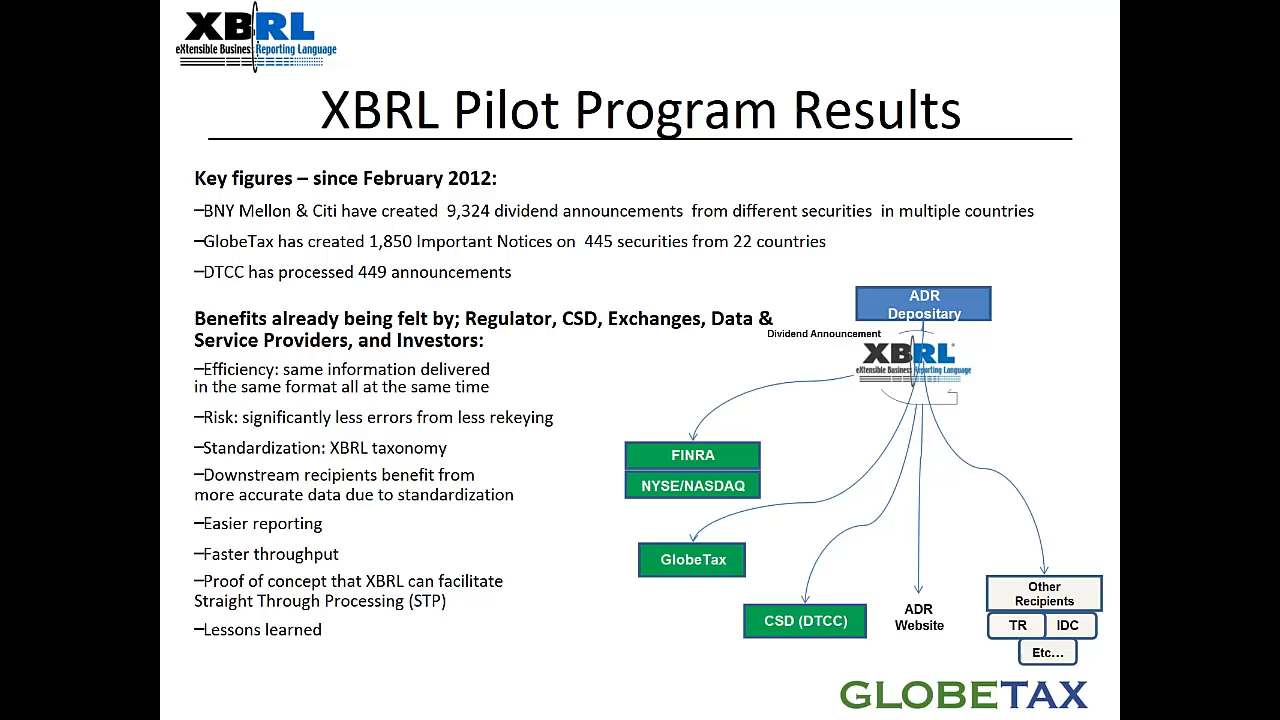 XBRL
eXtensible Business Reporting Language
XBRL Pilot Program Results
Key figures – since February 2012:
–BNY Mellon & Citi have created 9,324 dividend announcements from different securities in multiple countries
–GlobeTax has created 1,850 Important Notices on 445 securities from 22 countries
–DTCC has processed 449 announcements
Benefits already being felt by; Regulator, CSD, Exchanges, Data &
Service Providers, and Investors:
–Efficiency: same information delivered
in the same format all at the same time
–Risk: significantly less errors from less rekeying
–Standardization: XBRL taxonomy
–Downstream recipients benefit from
more accurate data due to standardization
–Easier reporting
–Faster throughput
–Proof of concept that XBRL can facilitate
Straight Through Processing (STP)
–Lessons learned
ADR
Depositary
Dividend Announcement
XBRL®
eXtensible Business Reporting Language
FINRA
NYSE/NASDAQ
GlobeTax
CSD (DTCC)
ADR
Website
Other
Recipients
TR
IDC
Etc…
GLOBETAX